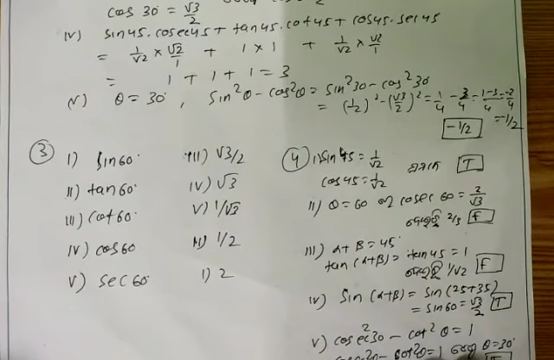 cos 30 = √3/2
iv) sin45. cosec45 + tan45. cot45 + cos45. sec45
= 1/√2 × √2/1 + 1 × 1 + 1/√2 × √2/1
= 1 + 1 + 1 = 3
v) θ = 30°, sin²θ - cos²θ = sin²30 - cos²30
= (1/2)² - (√3/2)² = 1/4 - 3/4 = 1-3/4 = -2/4
= -1/2
-1/2
3
i) sin60° iii) √3/2
ii) tan60° iv) √3
iii) cot60° v) 1/√3
iv) cos60 ii) 1/2
v) sec60 i) 2
4 i) sin45 = 1/√2
cos45 = 1/√2 T
ii) θ = 60 cosec 60 = 2/√3
2/3 F
iii) α + β = 45°
tan (α+β) = tan45 = 1
1/√2 F
iv) sin (α+β) = sin (25+35)
= sin60 = √3/2 T
v) cosec²30 - cot²θ = 1
θ=30°